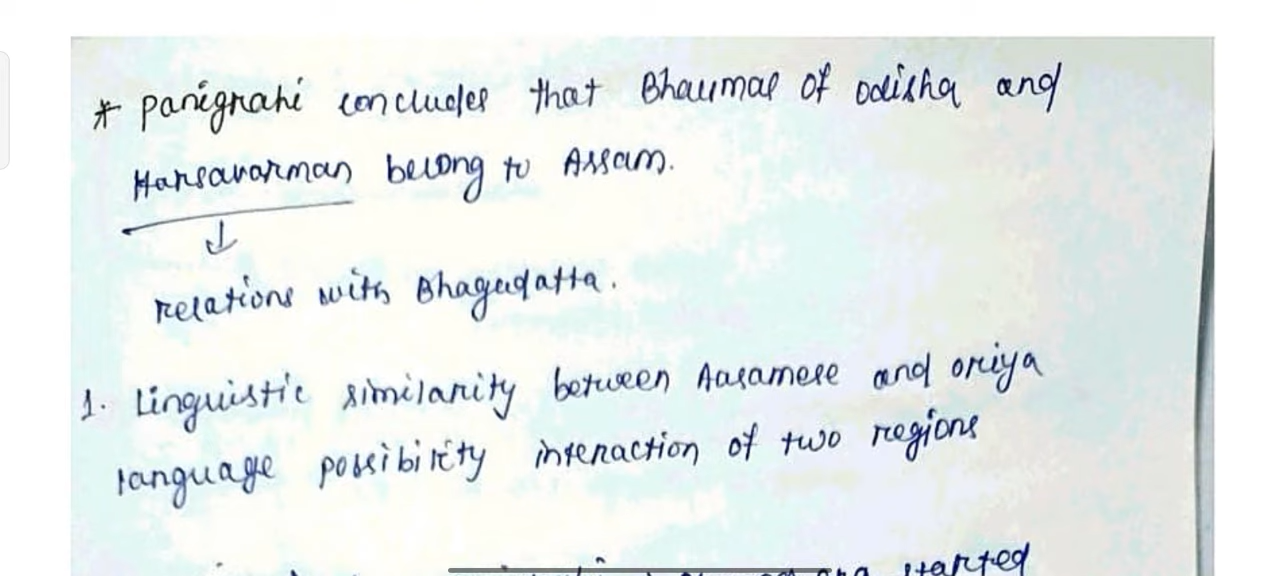 * Panigrahi concludes that Bhaumas of Odisha and
Harsavarman belong to Assam.
↓
relations with Bhagadatta.
1. Linguistic similarity between Aasamese and oriya
language possibility interaction of two regions
started